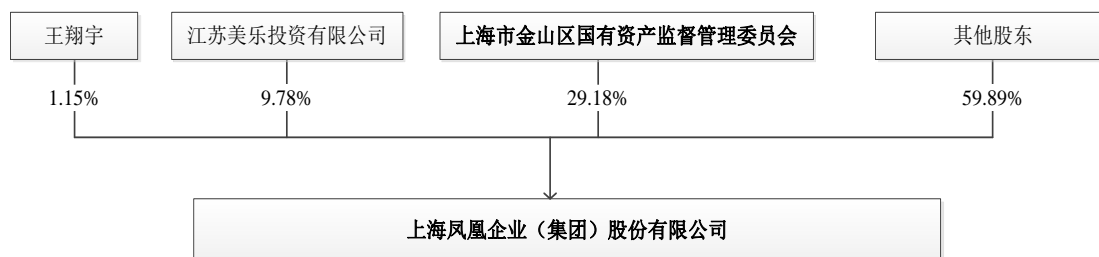 王翔宇
江苏美乐投资有限公司
上海市金山区国有资产监督管理委员会
其他股东
1.15%
9.78%
29.18%
59.89%
上海凤凰企业（集团）股份有限公司